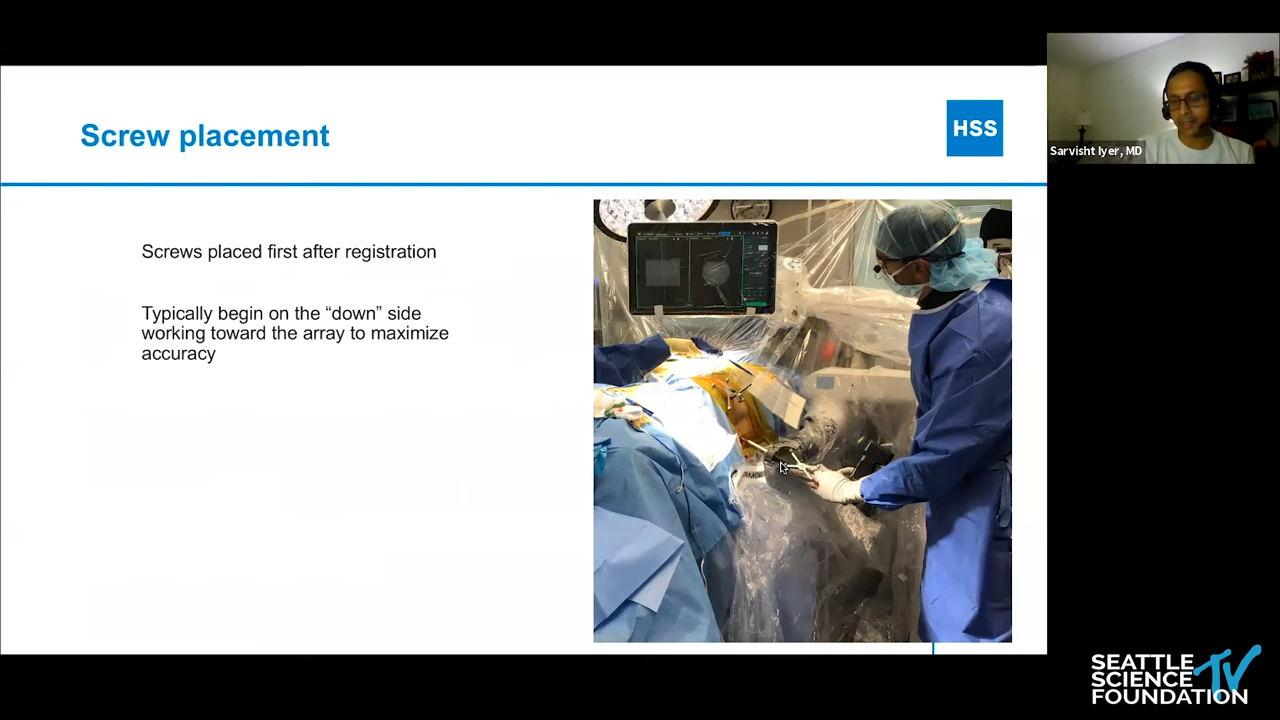 Screw placement
HSS
Sarvisht Iyer, MD
Screws placed first after registration
Typically begin on the “down” side
working toward the array to maximize
accuracy
SEATTLE
SCIENCE TV
FOUNDATION